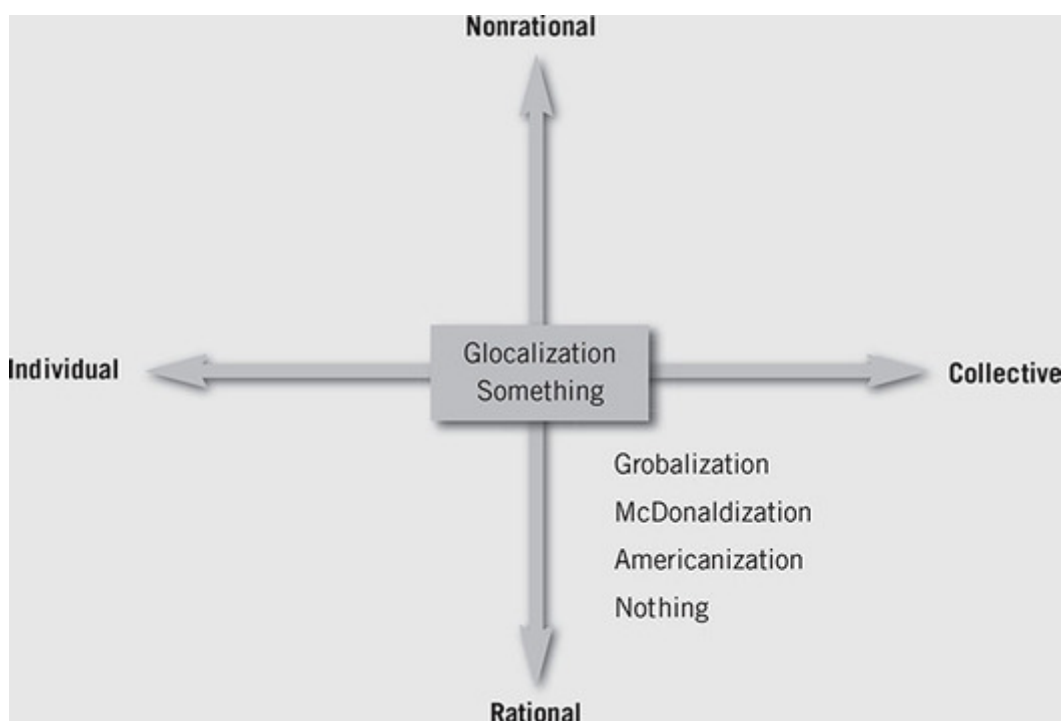 Nonrational
Glocalization
Something
Individual
Collective
Grobalization
McDonaldization
Americanization
Nothing
Rational